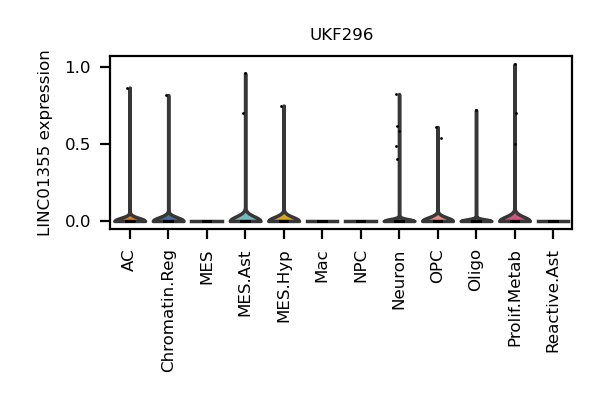 UKF296
LINC01355 expression
1.0
0.5
0.0
AC
Chromatin.Reg
MES
MES.Ast
MES.Hyp
Mac
NPC
Neuron
OPC
Oligo
Prolif.Metab
Reactive.Ast